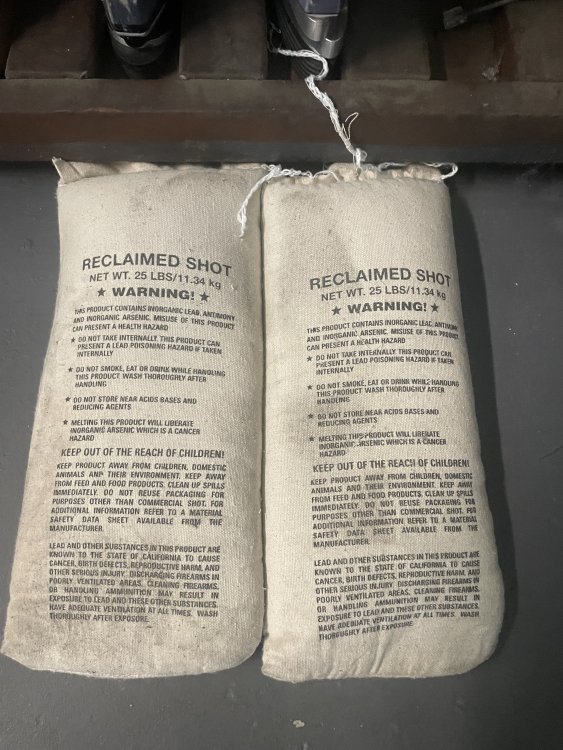 RECLAIMED SHOT
NET WT. 25 LBS/11.34 kg
★ WARNING! ★
THIS PRODUCT CONTAINS INORGANIC LEAD, ANTIMONY
AND INORGANIC ARSENIC. MISUSE OF THIS PRODUCT
CAN PRESENT A HEALTH HAZARD
★ DO NOT TAKE INTERNALLY. THIS PRODUCT CAN
PRESENT A LEAD POISONING HAZARD IF TAKEN
INTERNALLY
★ DO NOT SMOKE, EAT OR DRINK WHILE HANDLING
THIS PRODUCT WASH THOROUGHLY AFTER
HANDLING
★ DO NOT STORE NEAR ACIDS BASES AND
REDUCING AGENTS
★ MELTING THIS PRODUCT WILL LIBERATE
INORGANIC ARSENIC WHICH IS A CANCER
HAZARD
KEEP OUT OF THE REACH OF CHILDREN!
KEEP PRODUCT AWAY FROM CHILDREN, DOMESTIC
ANIMALS AND THEIR ENVIRONMENT. KEEP AWAY
FROM FEED AND FOOD PRODUCTS, CLEAN UP SPILLS
IMMEDIATELY. DO NOT REUSE PACKAGING FOR
PURPOSES OTHER THAN COMMERCIAL SHOT. FOR
ADDITIONAL INFORMATION REFER TO A MATERIAL
SAFETY DATA SHEET AVAILABLE FROM THE
MANUFACTURER.
LEAD AND OTHER SUBSTANCES IN THIS PRODUCT ARE
KNOWN TO THE STATE OF CALIFORNIA TO CAUSE
CANCER, BIRTH DEFECTS, REPRODUCTIVE HARM, AND
OTHER SERIOUS INJURY. DISCHARGING FIREARMS IN
POORLY VENTILATED AREAS, CLEANING FIREARMS,
OR HANDLING AMMUNITION MAY RESULT IN
EXPOSURE TO LEAD AND THESE OTHER SUBSTANCES.
HAVE ADEQUATE VENTILATION AT ALL TIMES. WASH
THOROUGHLY AFTER EXPOSURE.
RECLAIMED SHOT
NET WT. 25 LBS/11.34 kg
★ WARNING! ★
THIS PRODUCT CONTAINS INORGANIC LEAD, ANTIMONY
AND INORGANIC ARSENIC. MISUSE OF THIS PRODUCT
CAN PRESENT A HEALTH HAZARD
★ DO NOT TAKE INTERNALLY. THIS PRODUCT CAN
PRESENT A LEAD POISONING HAZARD IF TAKEN
INTERNALLY
★ DO NOT SMOKE, EAT OR DRINK WHILE HANDLING
THIS PRODUCT WASH THOROUGHLY AFTER
HANDLING
★ DO NOT STORE NEAR ACIDS BASES AND
REDUCING AGENTS
★ MELTING THIS PRODUCT WILL LIBERATE
INORGANIC ARSENIC WHICH IS A CANCER
HAZARD
KEEP OUT OF THE REACH OF CHILDREN!
KEEP PRODUCT AWAY FROM CHILDREN, DOMESTIC
ANIMALS AND THEIR ENVIRONMENT. KEEP AWAY
FROM FEED AND FOOD PRODUCTS, CLEAN UP SPILLS
IMMEDIATELY. DO NOT REUSE PACKAGING FOR
PURPOSES OTHER THAN COMMERCIAL SHOT. FOR
ADDITIONAL INFORMATION REFER TO A MATERIAL
SAFETY DATA SHEET AVAILABLE FROM THE
MANUFACTURER.
LEAD AND OTHER SUBSTANCES IN THIS PRODUCT ARE
KNOWN TO THE STATE OF CALIFORNIA TO CAUSE
CANCER, BIRTH DEFECTS, REPRODUCTIVE HARM, AND
OTHER SERIOUS INJURY. DISCHARGING FIREARMS IN
POORLY VENTILATED AREAS, CLEANING FIREARMS,
OR HANDLING AMMUNITION MAY RESULT IN
EXPOSURE TO LEAD AND THESE OTHER SUBSTANCES.
HAVE ADEQUATE VENTILATION AT ALL TIMES. WASH
THOROUGHLY AFTER EXPOSURE.